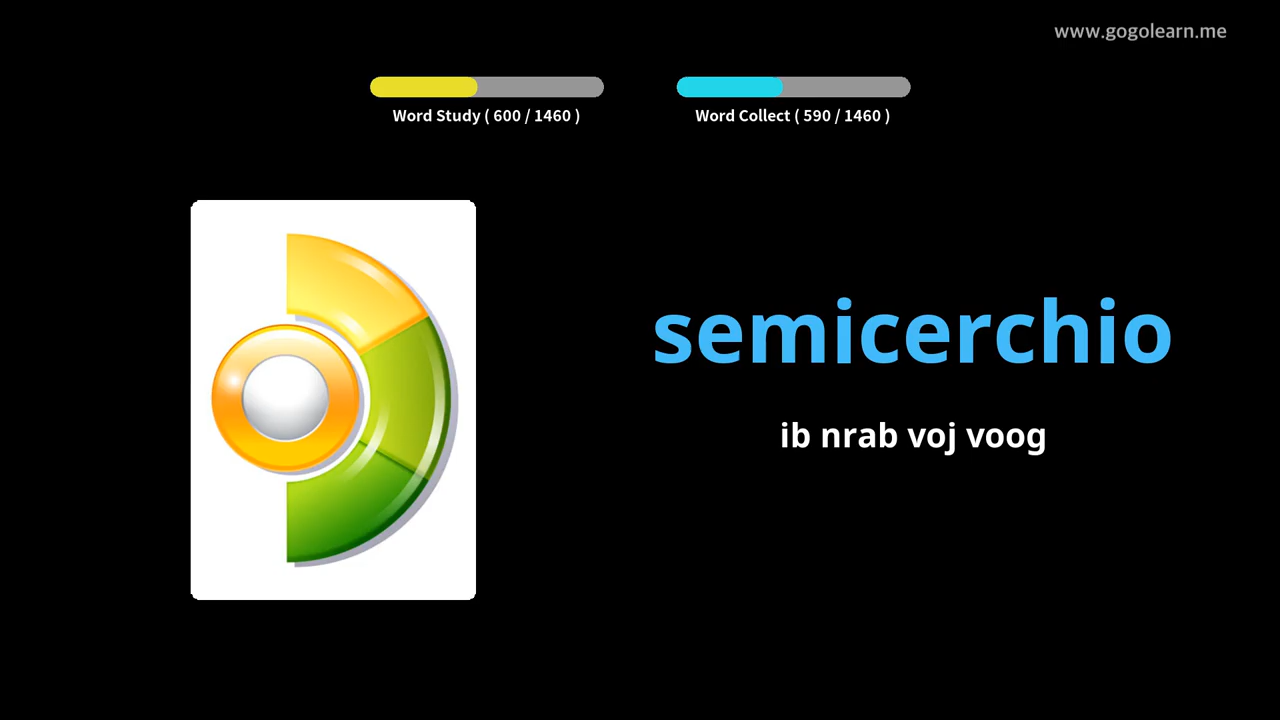 www.gogolearn.me
Word Study ( 600 / 1460 )
Word Collect ( 590 / 1460 )
semicerchio
ib nrab voj voog